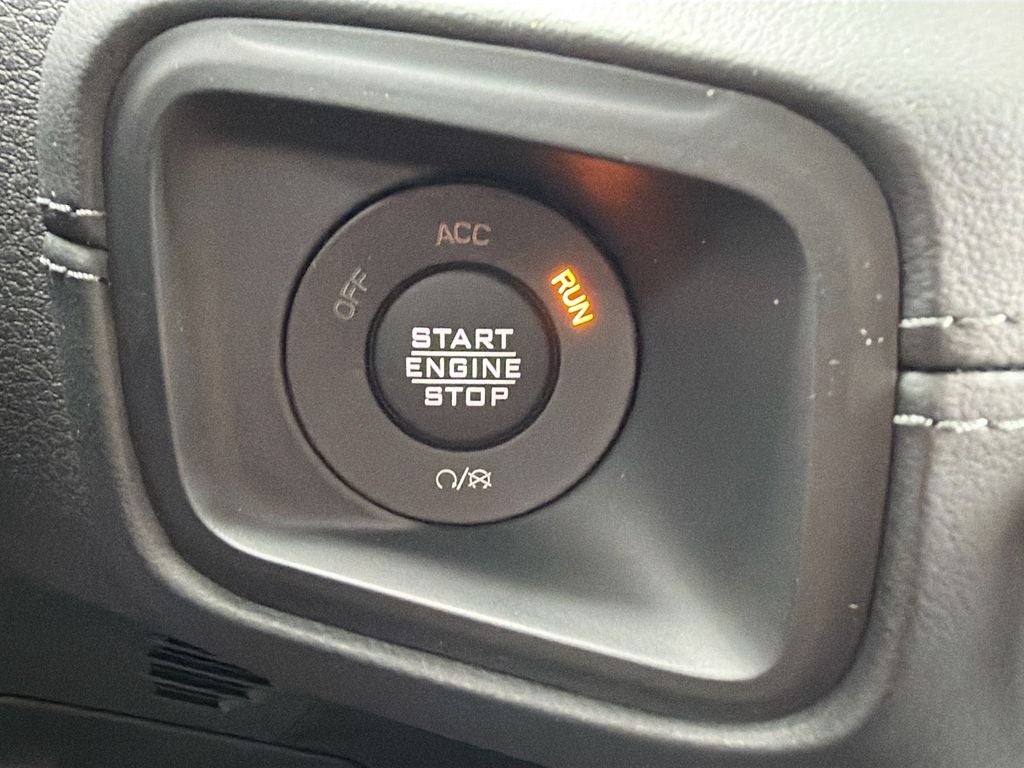 ACC
OFF
RUN
START
ENGINE
STOP